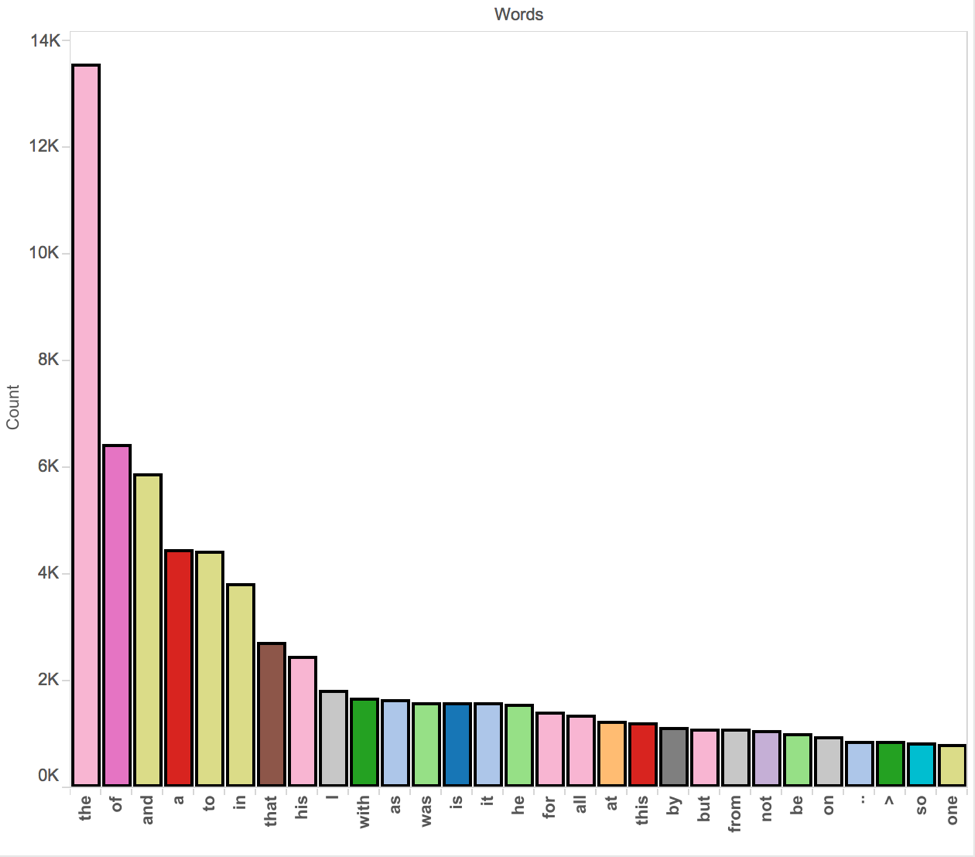 Words
14K
12K
10K
8K
6K
4K
2K
0K
Count
the
of
and
a
to
in
that
his
I
with
as
was
is
it
he
for
all
at
this
by
but
from
not
be
on
..
>
so
one